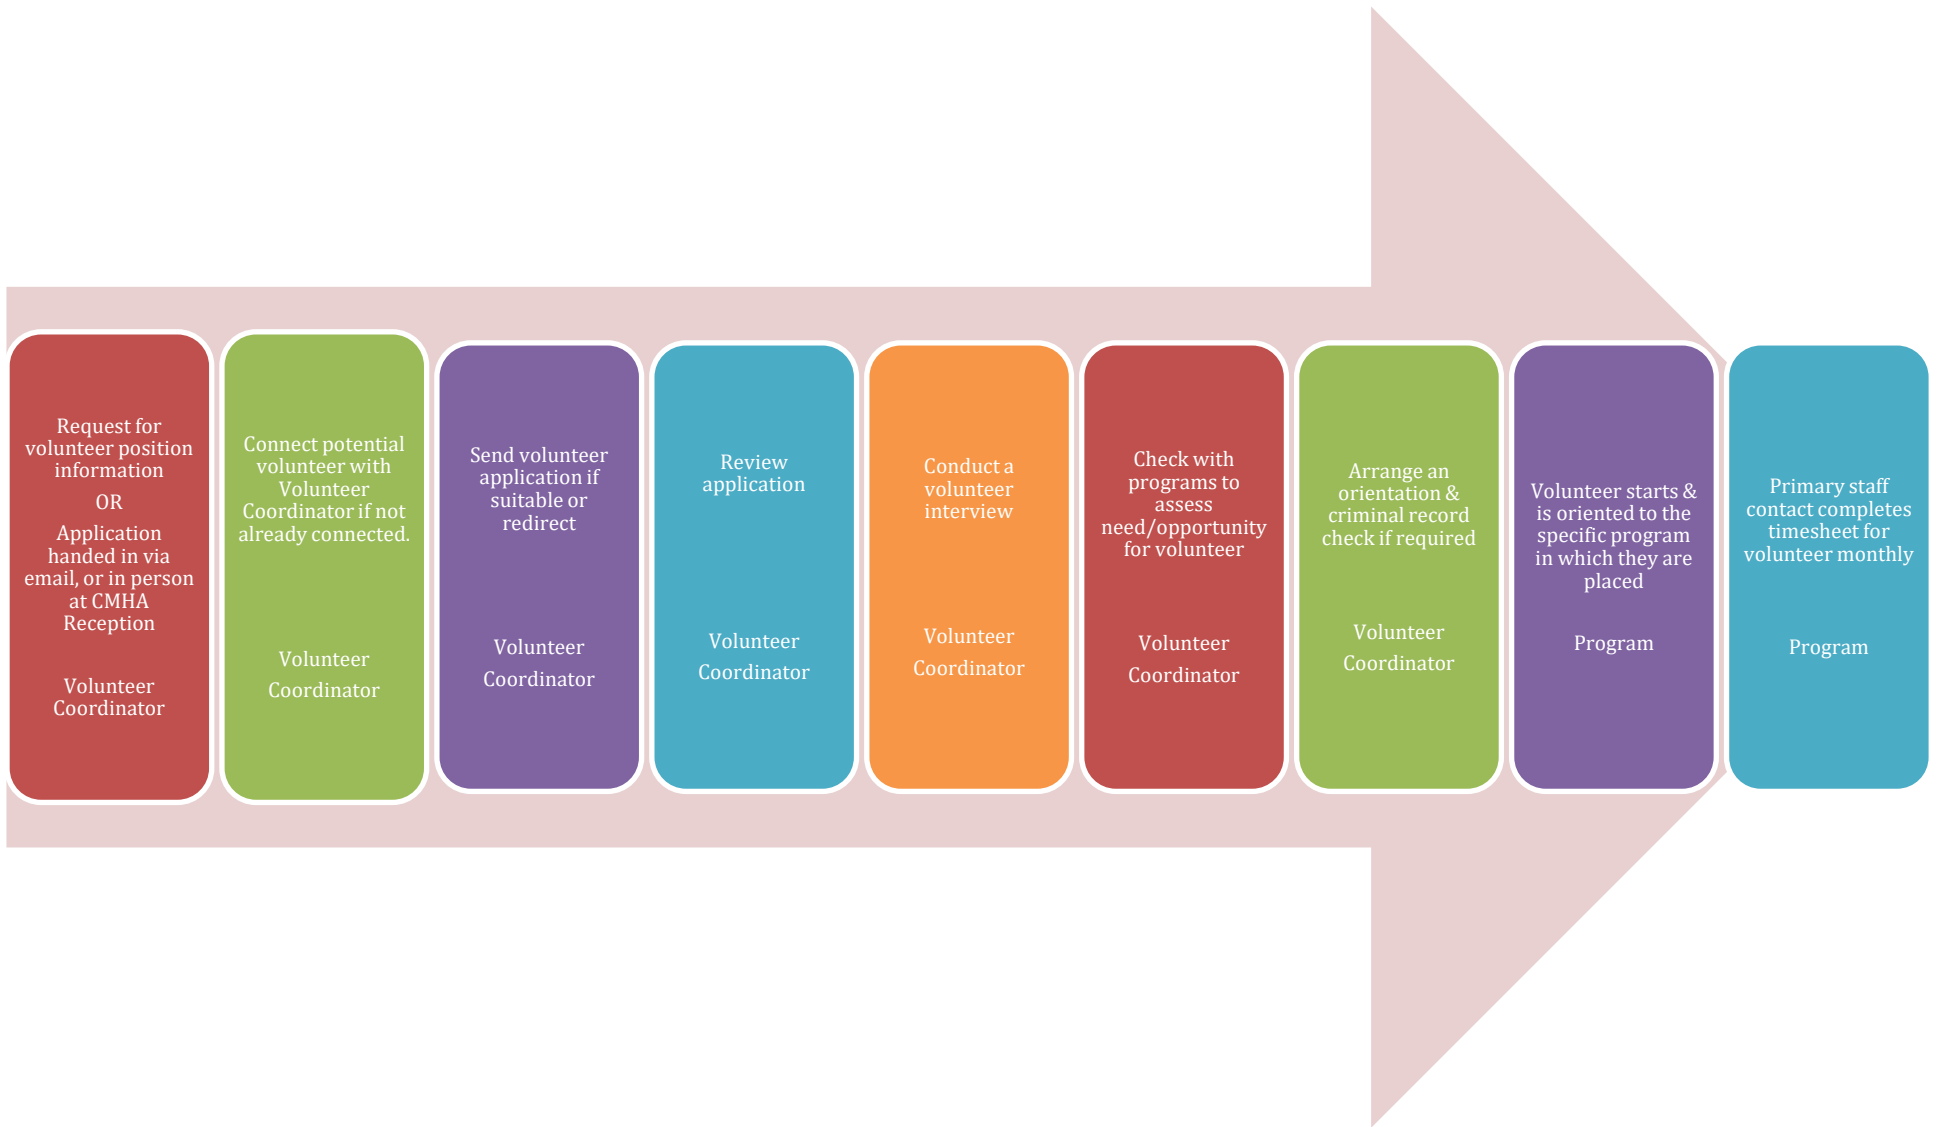 Request for
volunteer position
information
OR
Application
handed in via
email, or in person
at CMHA
Reception
Volunteer
Coordinator
Connect potential
volunteer with
Volunteer
Coordinator if not
already connected.
Volunteer
Coordinator
Send volunteer
application if
suitable or
redirect
Volunteer
Coordinator
Review
application
Volunteer
Coordinator
Conduct a
volunteer
interview
Volunteer
Coordinator
Check with
programs to
assess
need/opportunity
for volunteer
Volunteer
Coordinator
Arrange an
orientation &
criminal record
check if required
Volunteer
Coordinator
Volunteer starts &
is oriented to the
specific program
in which they are
placed
Program
Primary staff
contact completes
timesheet for
volunteer monthly
Program